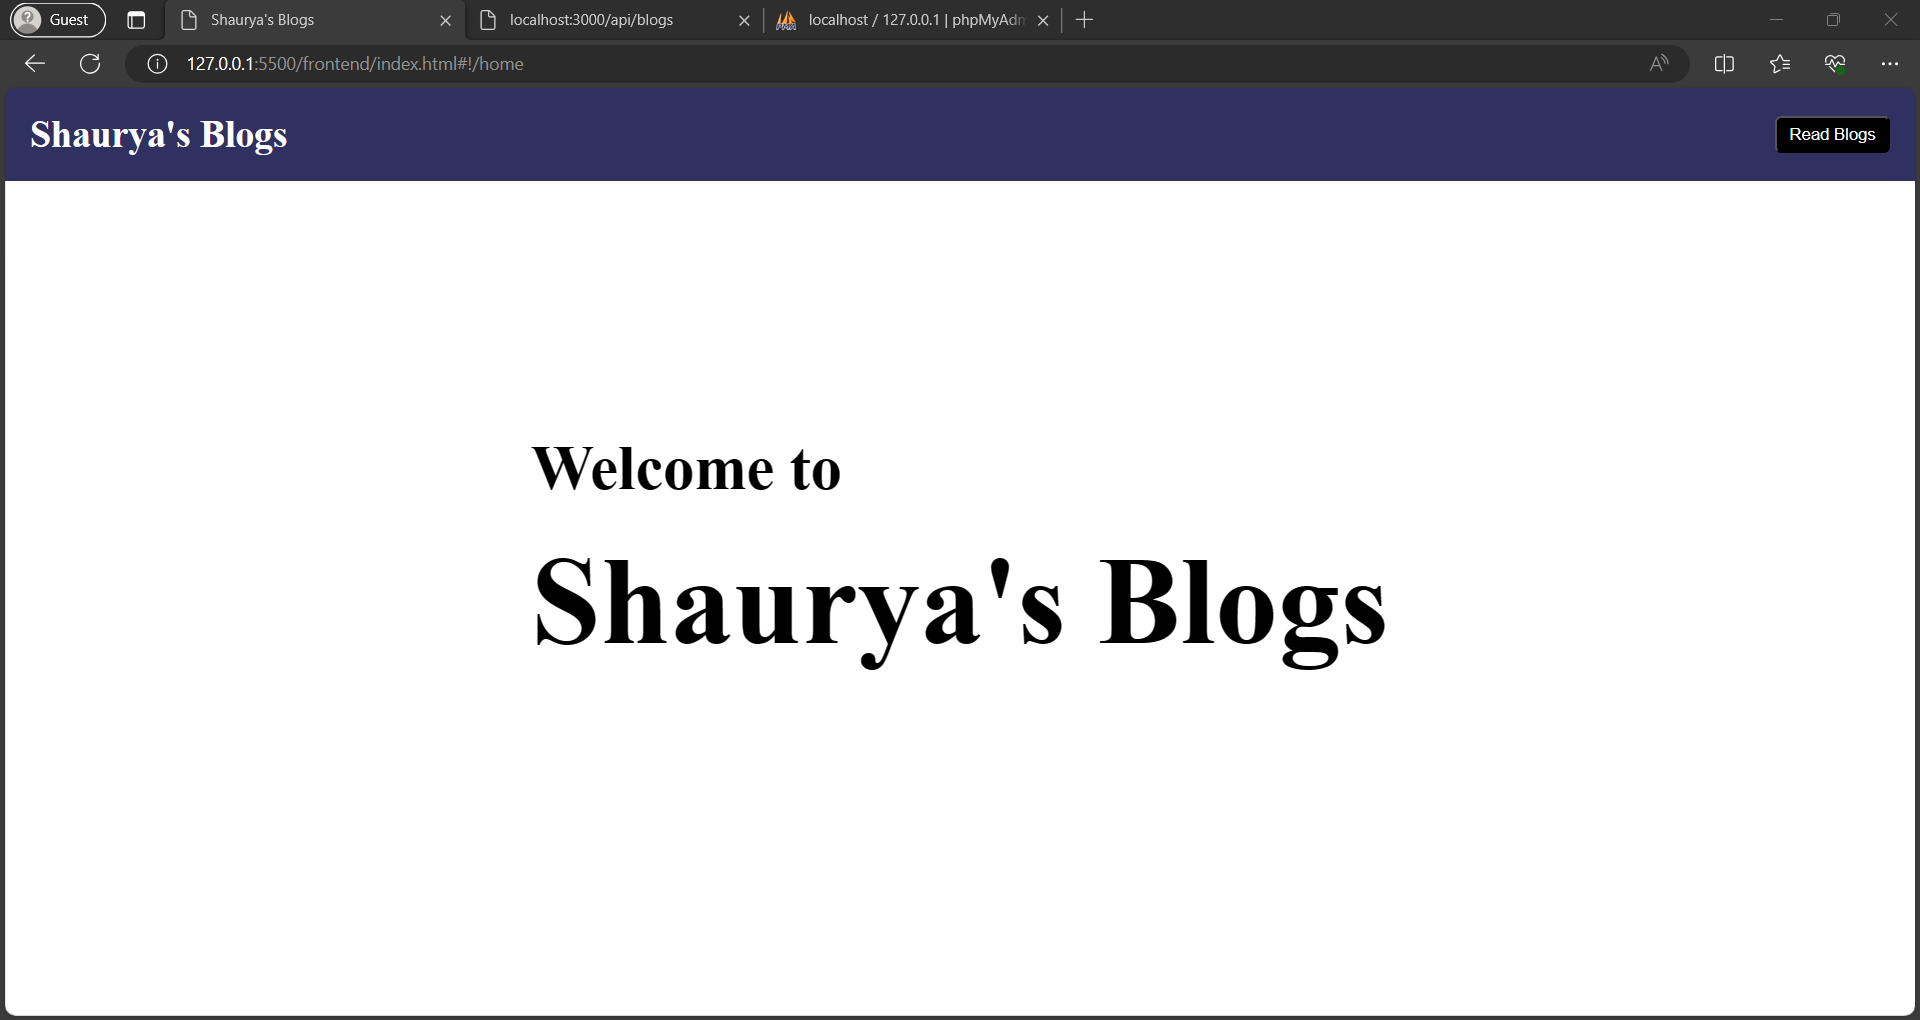 Guest
Shaurya's Blogs
localhost:3000/api/blogs
localhost / 127.0.0.1 | phpMyAdm
127.0.0.1:5500/frontend/index.html#!/home
Shaurya's Blogs
Read Blogs
Welcome to
Shaurya's Blogs